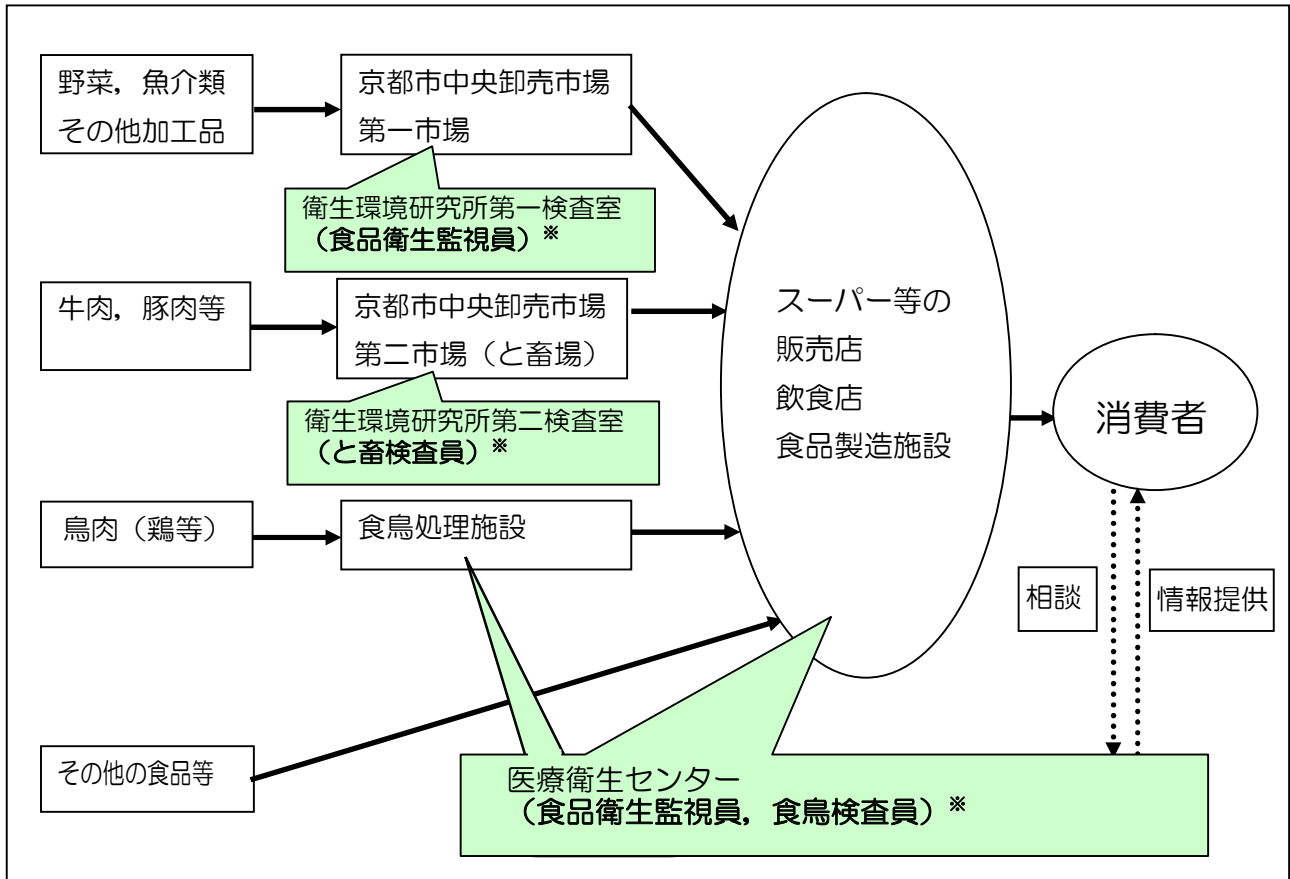 野菜，魚介類
その他加工品
京都市中央卸売市場
第一市場
衛生環境研究所第一検査室
（食品衛生監視員）※
牛肉，豚肉等
京都市中央卸売市場
第二市場（と畜場）
衛生環境研究所第二検査室
（と畜検査員）※
鳥肉（鶏等）
食鳥処理施設
その他の食品等
スーパー等の
販売店
飲食店
食品製造施設
消費者
相談
情報提供
医療衛生センター
（食品衛生監視員，食鳥検査員）※